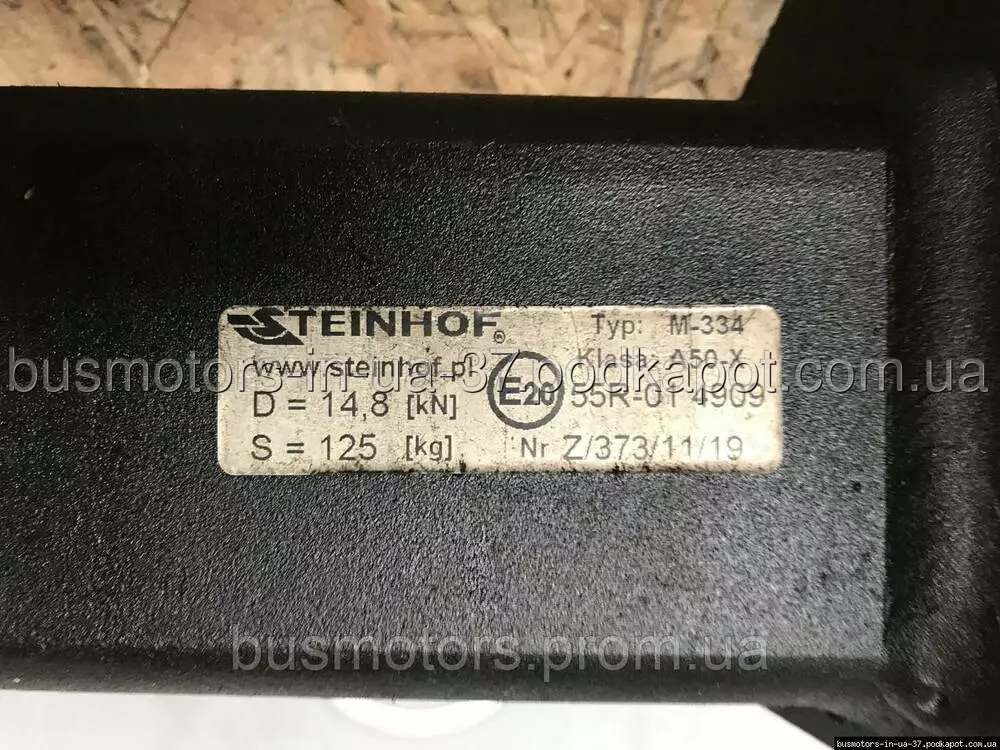 STEINHOF® Typ: M-334
www.steinhof.pl Klasa: A50-X
D = 14,8 [kN] E20 55R-01 4909
S = 125 [kg] Nr Z/373/11/19
busmotors-in-ua-37.podkapot.com.ua
busmotors.prom.ua
busmotors-in-ua-37.podkapot.com.ua